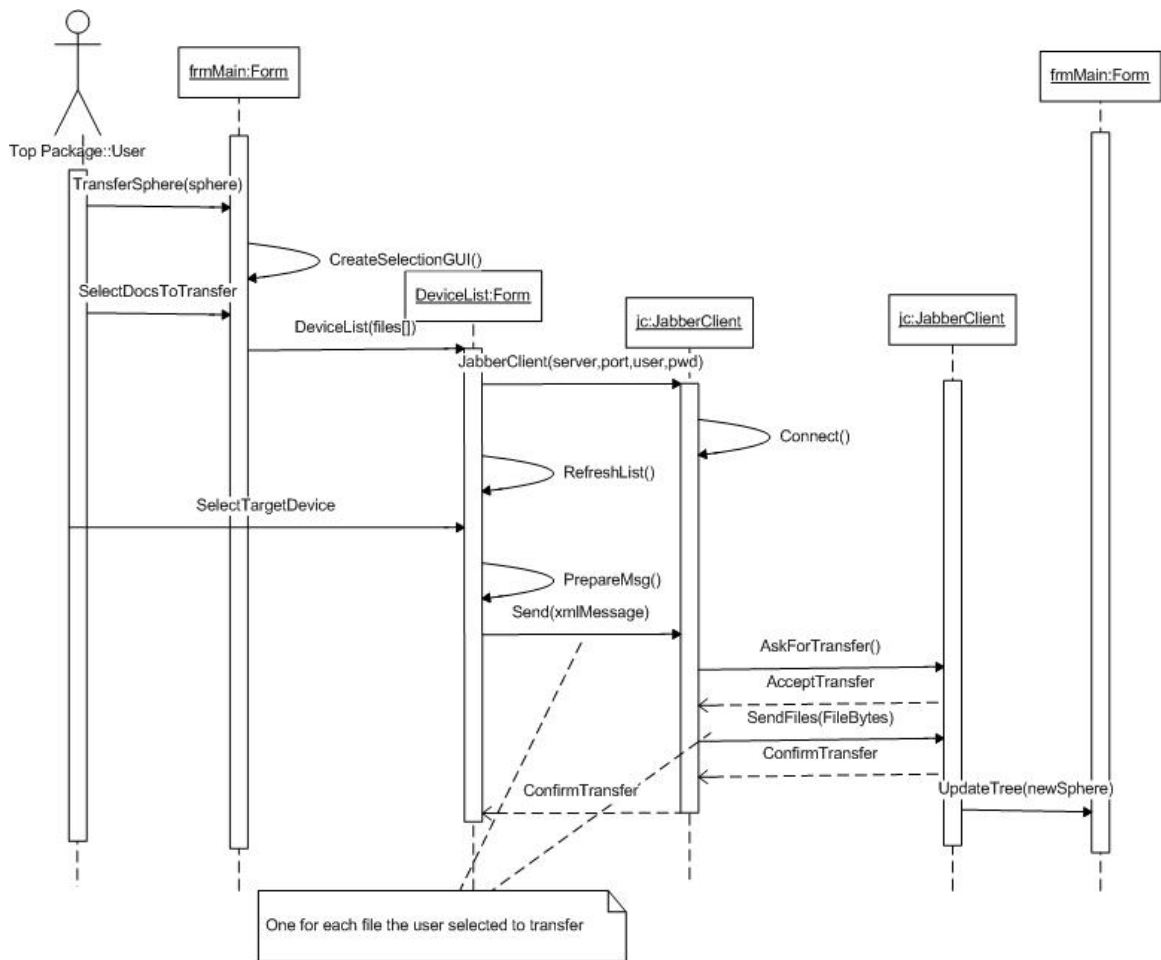 frmMain:Form
frmMain:Form
Top Package::User
TransferSphere(sphere)
CreateSelectionGUI()
SelectDocsToTransfer
DeviceList:Form
DeviceList(files[])
jc:JabberClient
jc:JabberClient
JabberClient(server,port,user,pwd)
Connect()
RefreshList()
SelectTargetDevice
PrepareMsg()
Send(xmlMessage)
AskForTransfer()
AcceptTransfer
SendFiles(FileBytes)
ConfirmTransfer
ConfirmTransfer
UpdateTree(newSphere)
One for each file the user selected to transfer